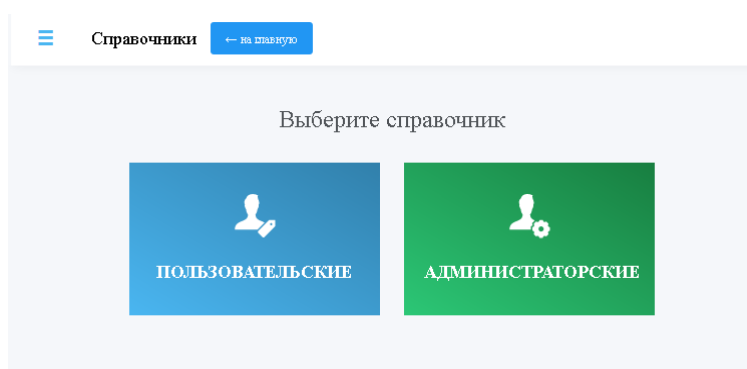 Справочники ← на главную
Выберите справочник
ПОЛЬЗОВАТЕЛЬСКИЕ АДМИНИСТРАТОРСКИЕ